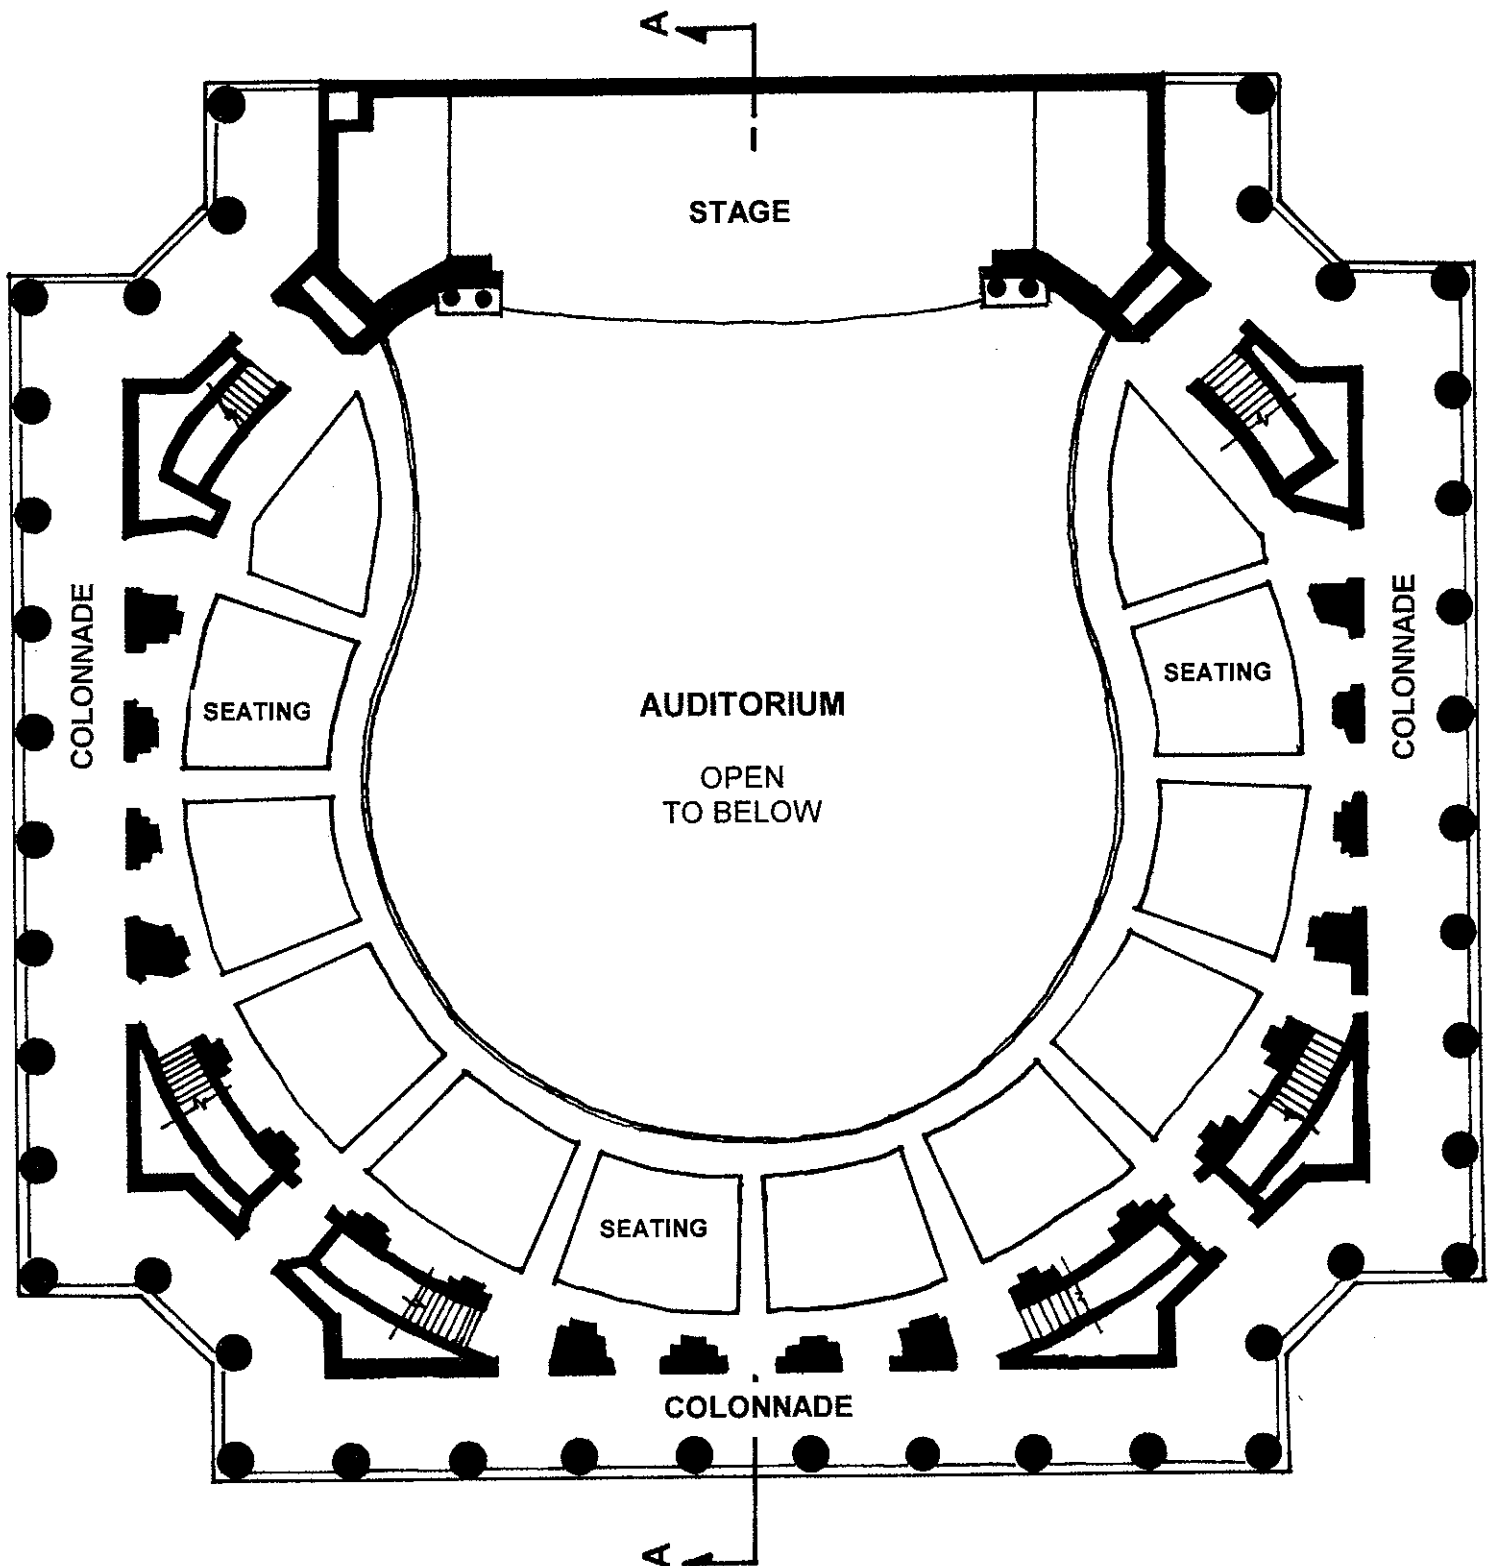 A
STAGE
COLONNADE
SEATING
AUDITORIUM
OPEN
TO BELOW
SEATING
COLONNADE
SEATING
COLONNADE
A